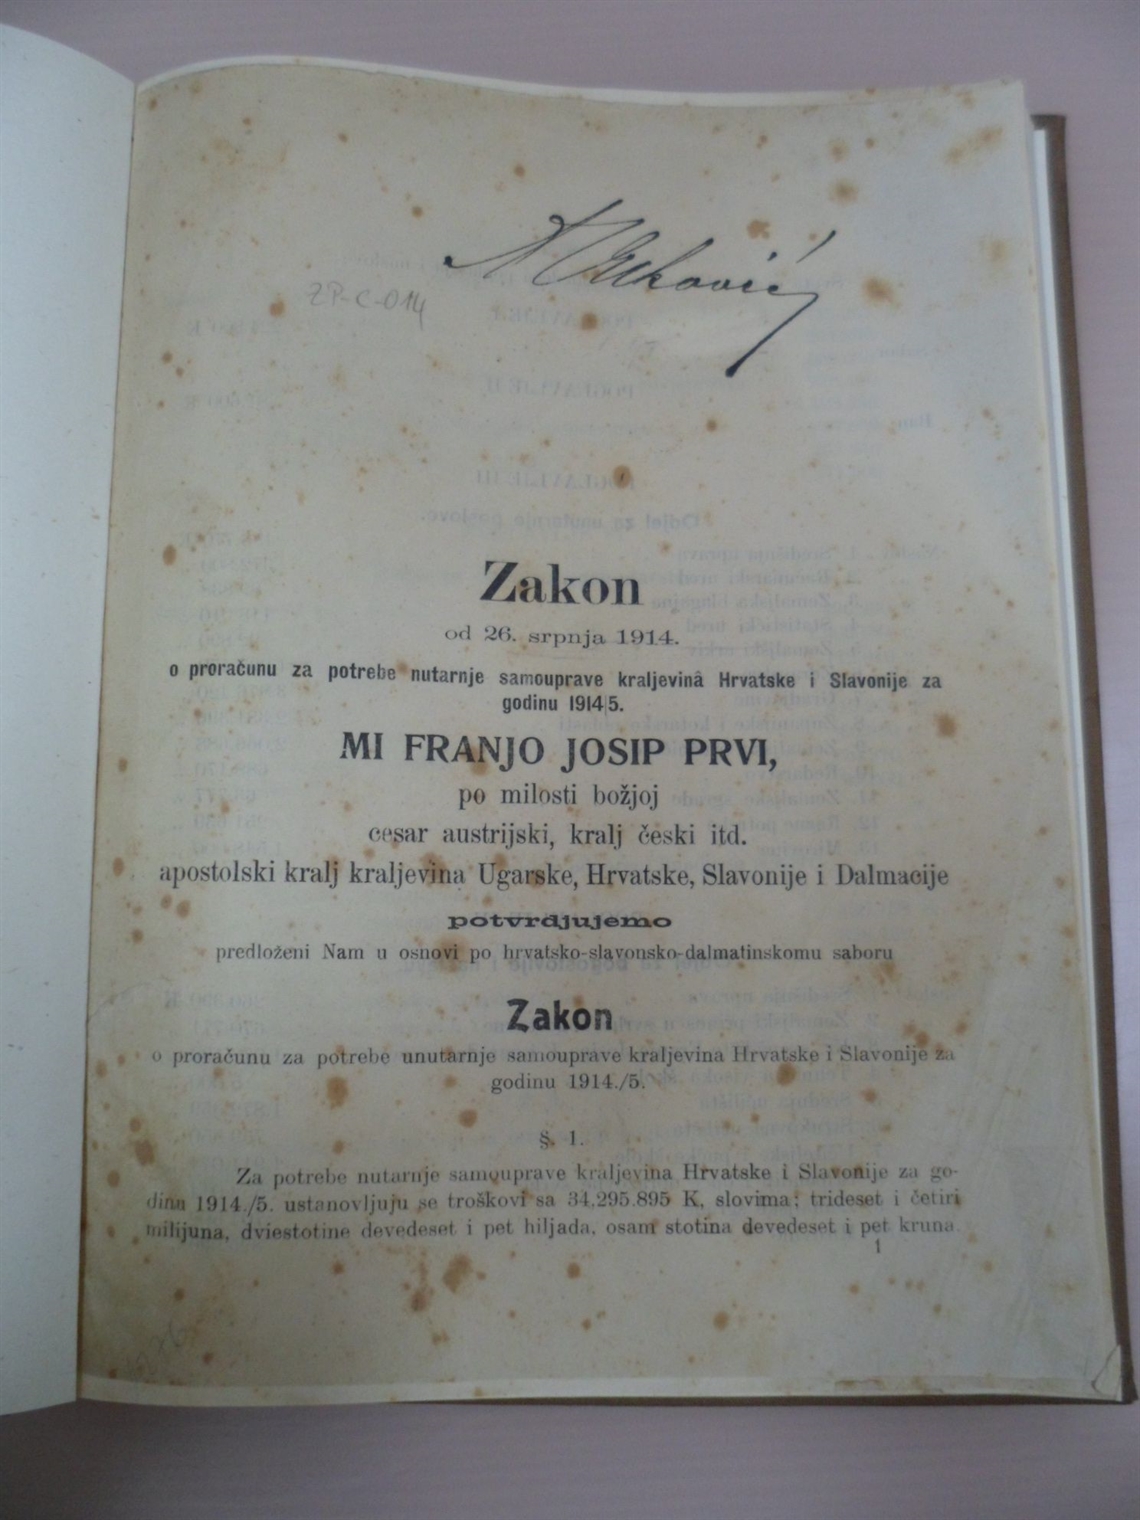 ZP-C-014
Zakon
od 26. srpnja 1914.
o proračunu za potrebe nutarnje samouprave kraljevinâ Hrvatske i Slavonije za
godinu 1914/5.
MI FRANJO JOSIP PRVI,
po milosti božjoj
cesar austrijski, kralj češki itd.
apostolski kralj kraljevina Ugarske, Hrvatske, Slavonije i Dalmacije
potvrdjujemo
predloženi Nam u osnovi po hrvatsko-slavonsko-dalmatinskomu saboru
Zakon
o proračunu za potrebe unutarnje samouprave kraljevina Hrvatske i Slavonije za
godinu 1914./5.
§. 1.
Za potrebe nutarnje samouprave kraljevina Hrvatske i Slavonije za go-
dinu 1914./5. ustanovljuju se troškovi sa 34,295.895 K, slovima: trideset i četiri
milijuna, dviestotine devedeset i pet hiljada, osam stotina devedeset i pet kruna.
1